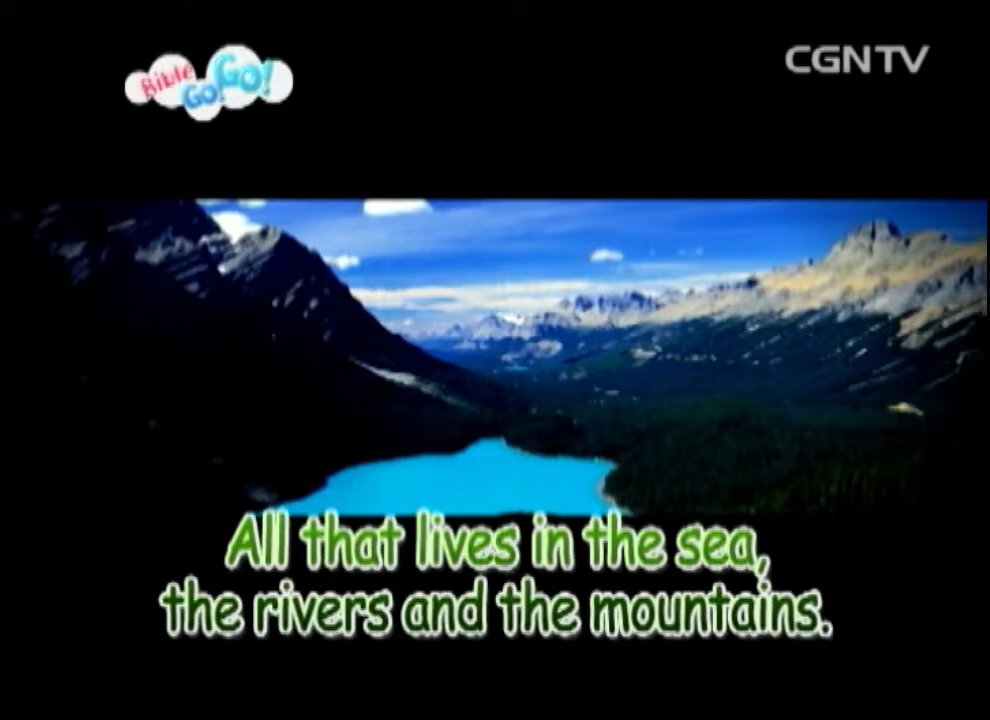 Bible
GO! GO!
CGNTV
All that lives in the sea,
the rivers and the mountains.